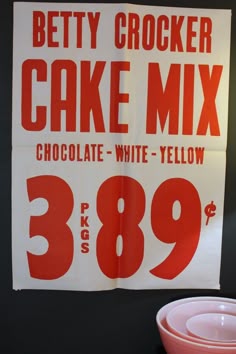 BETTY CROCKER
CAKE MIX
CHOCOLATE - WHITE - YELLOW
3 PKGS 89¢